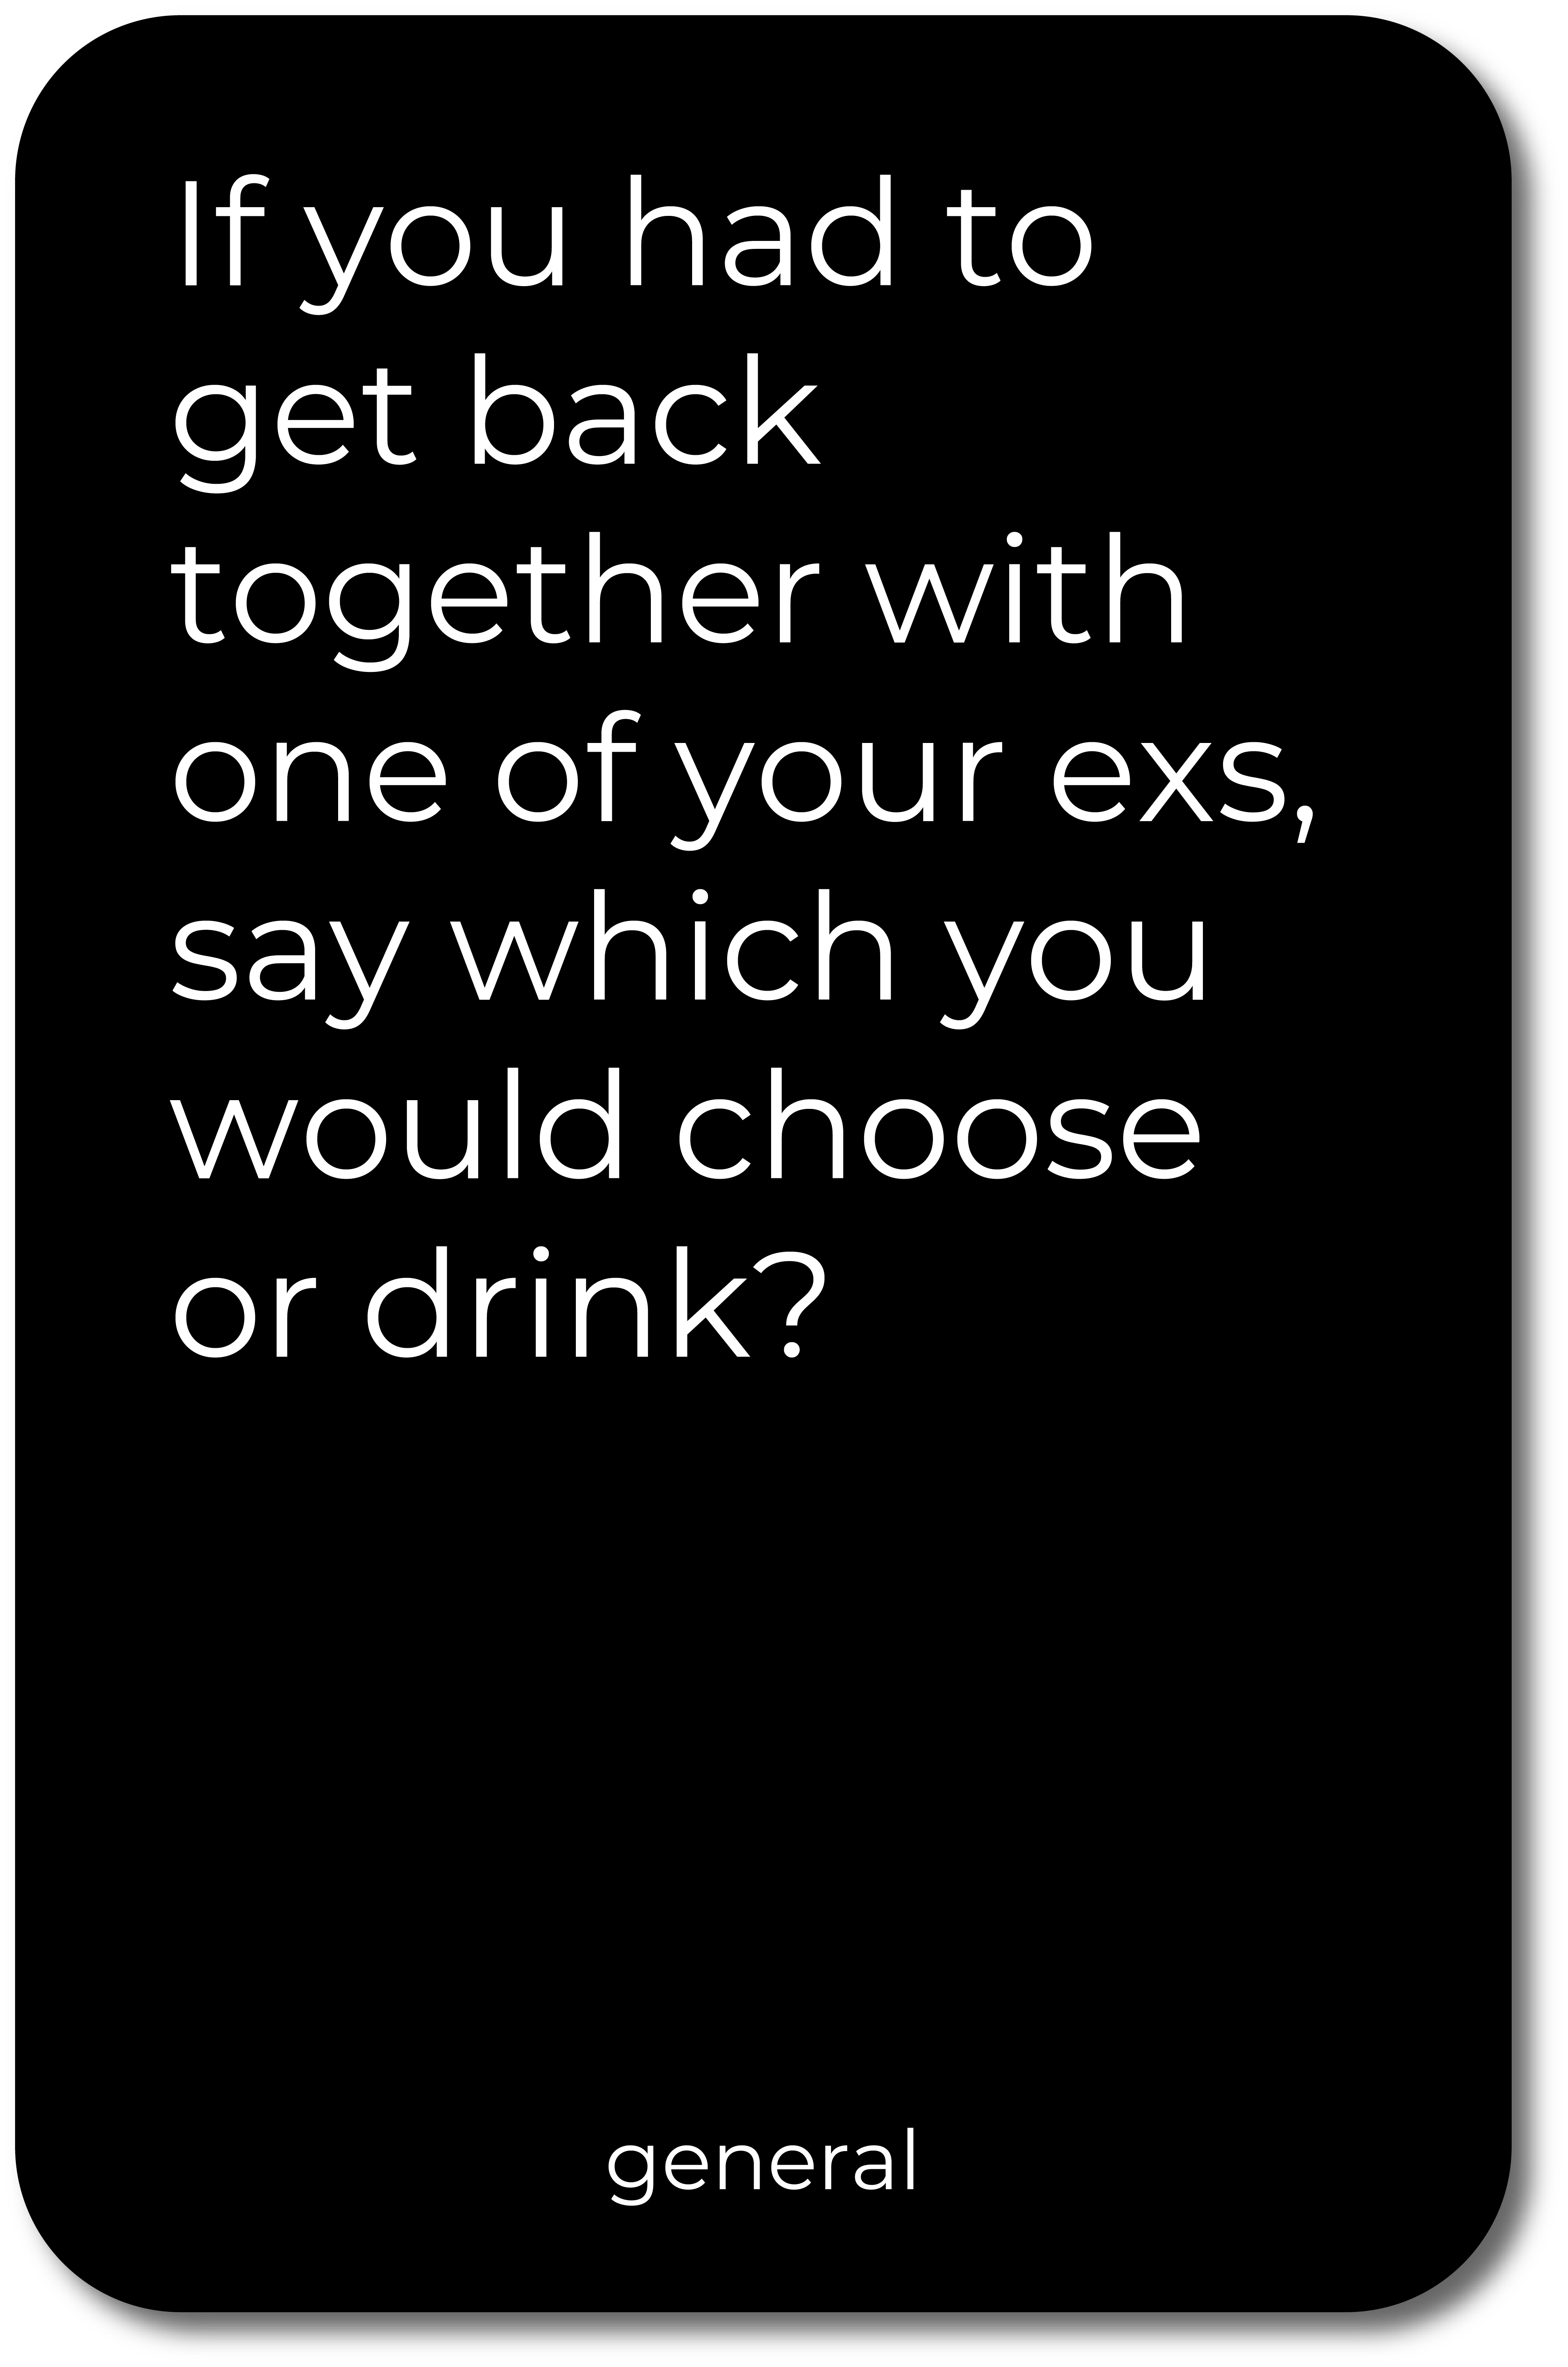 If you had to
get back
together with
one of your exs,
say which you
would choose
or drink?
general